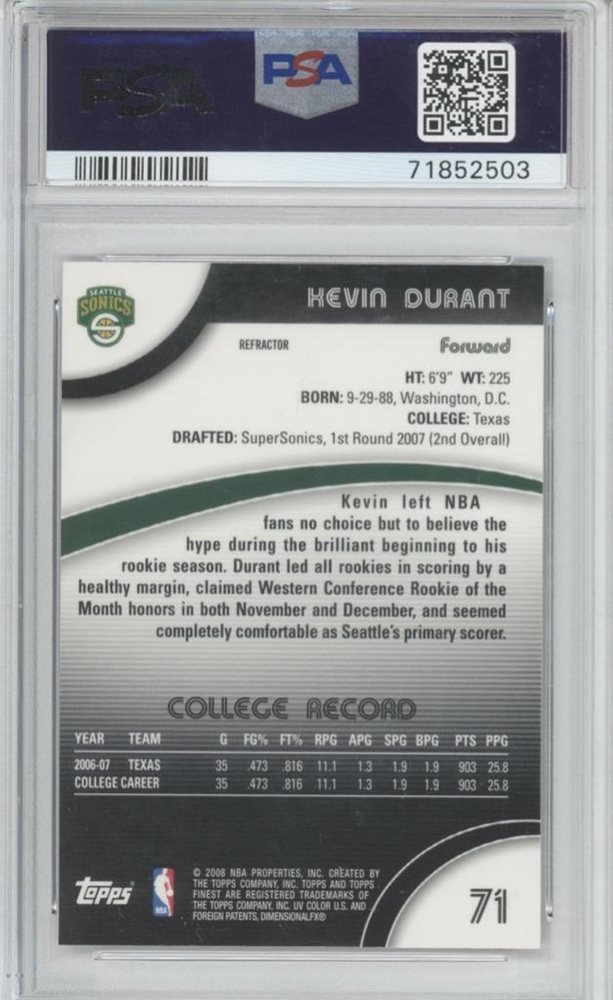 PSA
PSA
71852503
SEATTLE
SONICS
KEVIN DURANT
REFRACTOR
Forward
HT: 6'9" WT: 225
BORN: 9-29-88, Washington, D.C.
COLLEGE: Texas
DRAFTED: SuperSonics, 1st Round 2007 (2nd Overall)
Kevin left NBA
fans no choice but to believe the
hype during the brilliant beginning to his
rookie season. Durant led all rookies in scoring by a
healthy margin, claimed Western Conference Rookie of the
Month honors in both November and December, and seemed
completely comfortable as Seattle's primary scorer.
COLLEGE RECORD
YEAR TEAM G FG% FT% RPG APG SPG BPG PTS PPG
2006-07 TEXAS 35 .473 .816 11.1 1.3 1.9 1.9 903 25.8
COLLEGE CAREER 35 .473 .816 11.1 1.3 1.9 1.9 903 25.8
topps
NBA
© 2008 NBA PROPERTIES, INC. CREATED BY
THE TOPPS COMPANY, INC. TOPPS AND TOPPS
FINEST ARE REGISTERED TRADEMARKS OF
THE TOPPS COMPANY, INC. UV COLOR U.S. AND
FOREIGN PATENTS, DIMENSIONALFX®
71